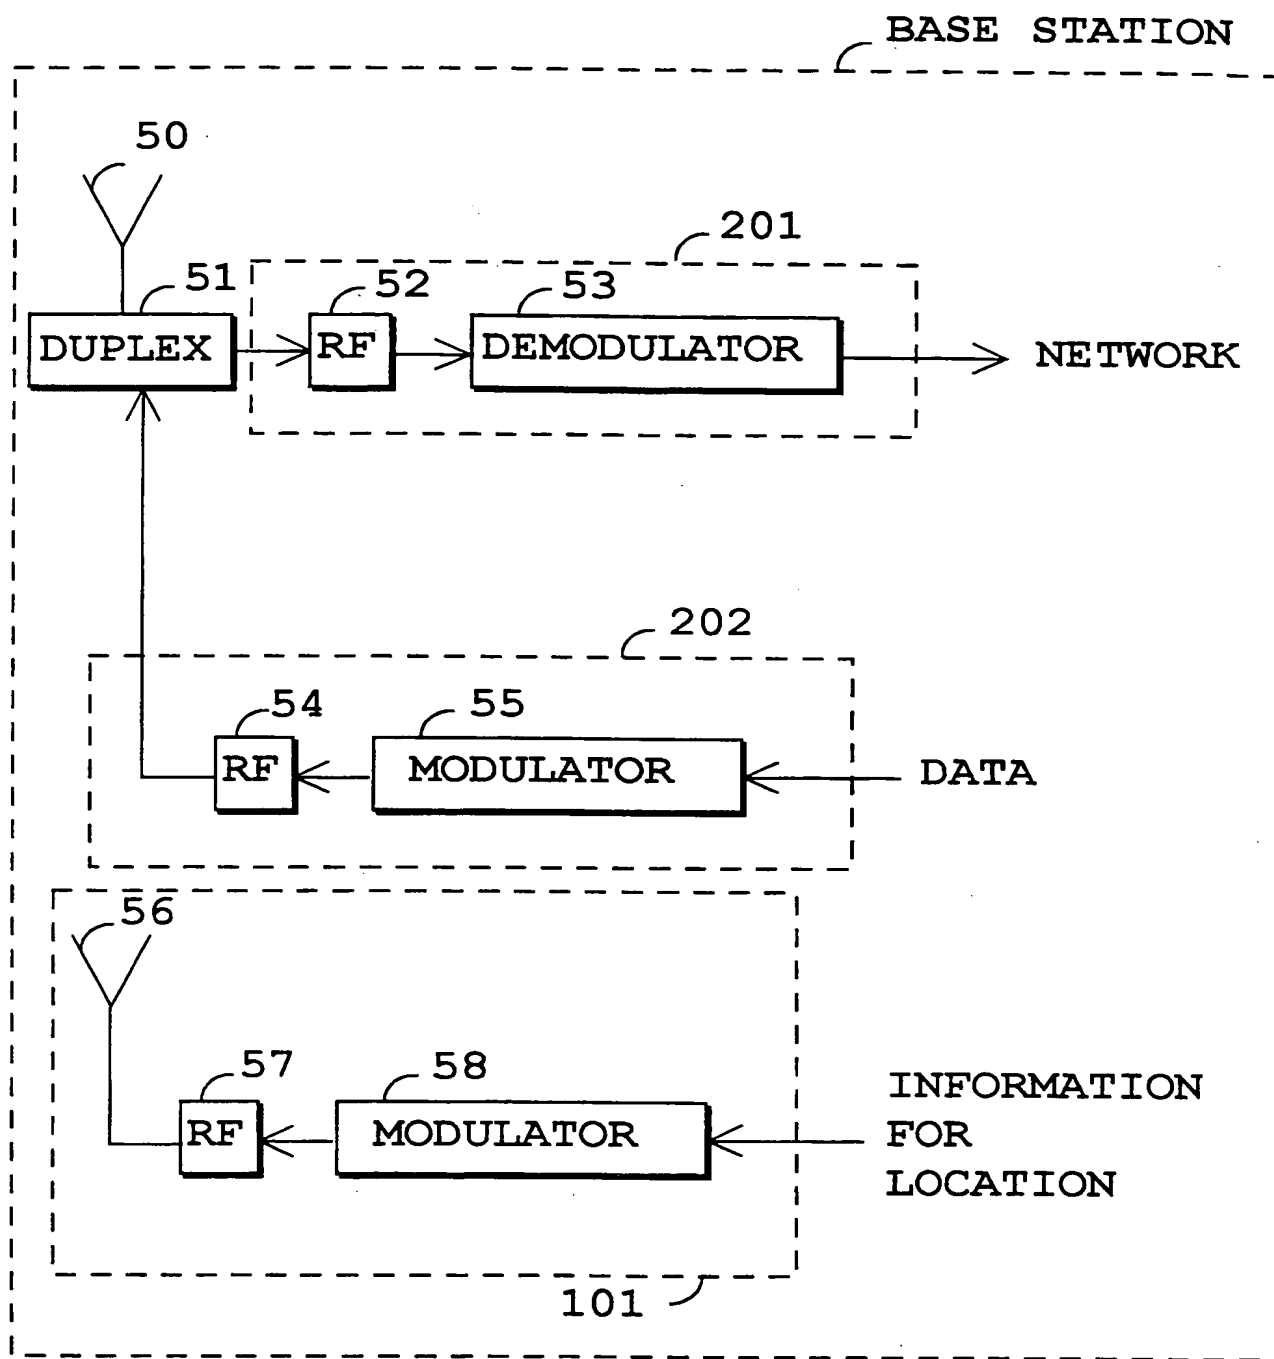 BASE STATION
50
201
51
52
53
DUPLEX
RF
DEMODULATOR
NETWORK
202
54
55
RF
MODULATOR
DATA
56
57
58
RF
MODULATOR
INFORMATION
FOR
LOCATION
101